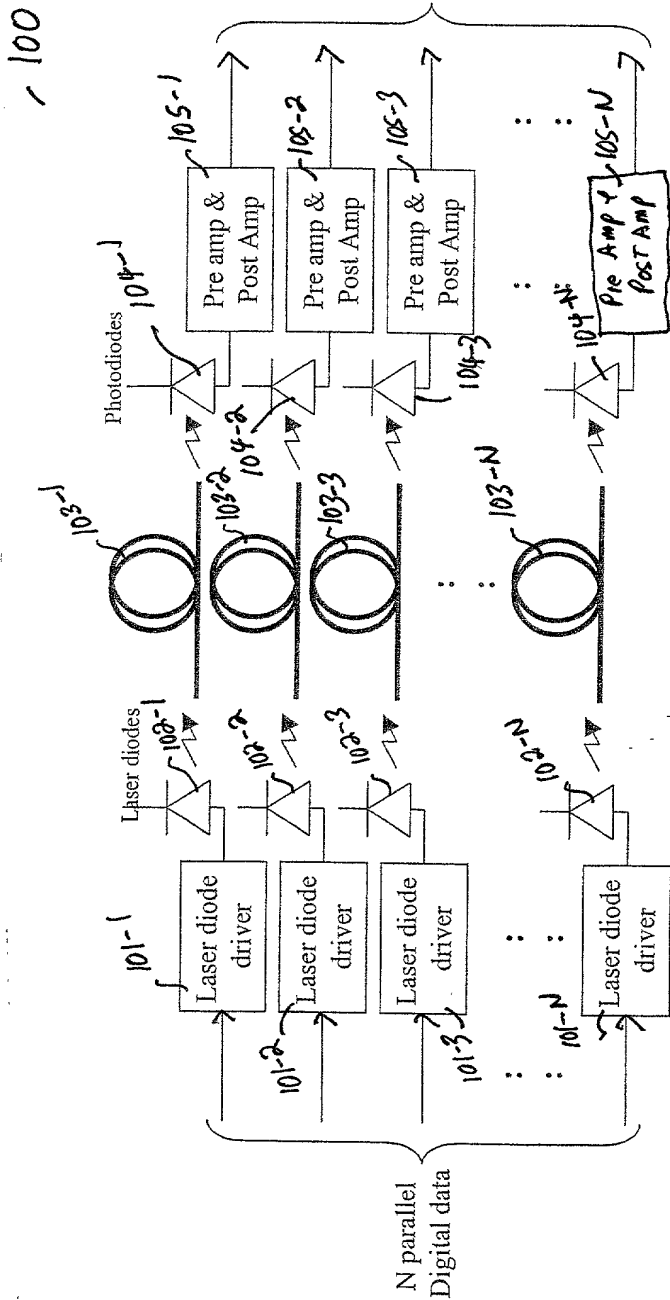 100
N parallel
Digital data
101-1
Laser diode
driver
101-2
Laser diode
driver
101-3
Laser diode
driver
101-N
Laser diode
driver
Laser diodes
102-1
102-2
102-3
102-N
103-1
103-2
103-3
103-N
Photodiodes
104-1
104-2
104-3
104-N
105-1
Pre amp &
Post Amp
105-2
Pre amp &
Post Amp
105-3
Pre amp &
Post Amp
105-N
Pre Amp &
Post Amp